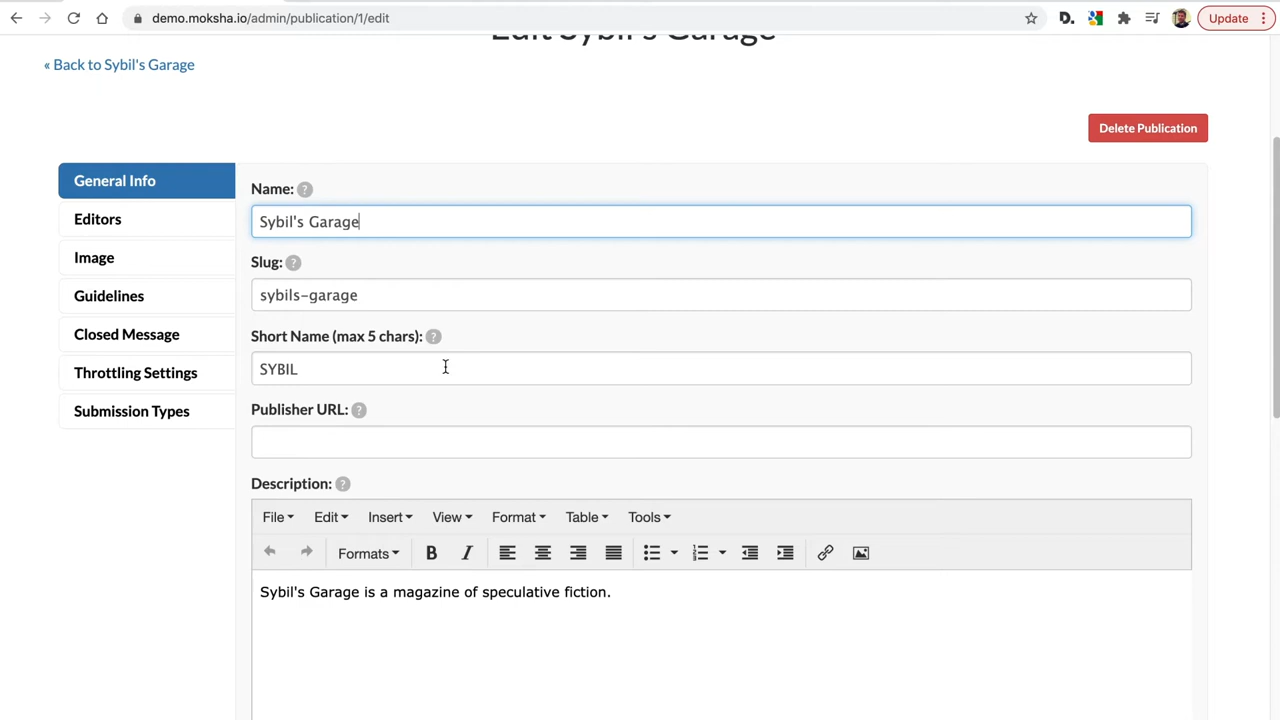 demo.moksha.io/admin/publication/1/edit
Update
Edit Sybil's Garage
« Back to Sybil's Garage
Delete Publication
General Info
Editors
Image
Guidelines
Closed Message
Throttling Settings
Submission Types
Name: ?
Sybil's Garage
Slug: ?
sybils-garage
Short Name (max 5 chars): ?
SYBIL
Publisher URL: ?
Description: ?
File Edit Insert View Format Table Tools
Formats B I
Sybil's Garage is a magazine of speculative fiction.